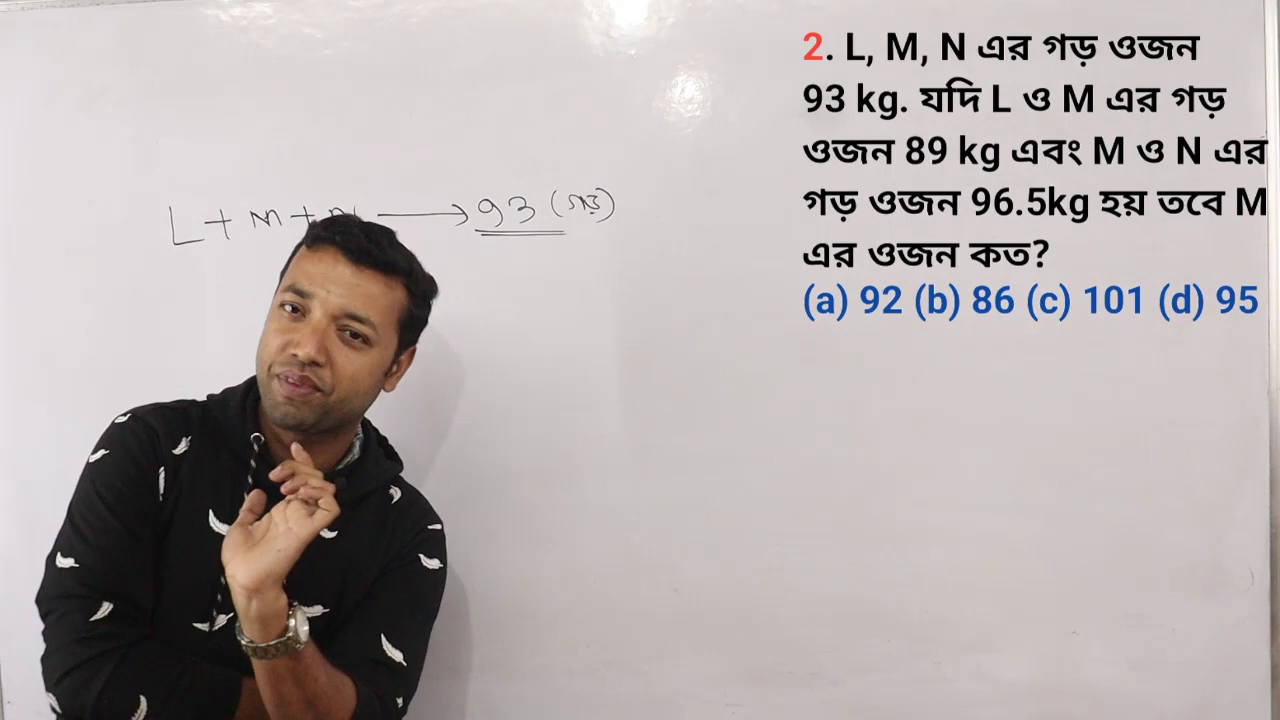 2. L, M, N এর গড় ওজন
93 kg. যদি L ও M এর গড়
ওজন 89 kg এবং M ও N এর
গড় ওজন 96.5kg হয় তবে M
এর ওজন কত?
(a) 92 (b) 86 (c) 101 (d) 95
L + M + N → 93 (গড়)